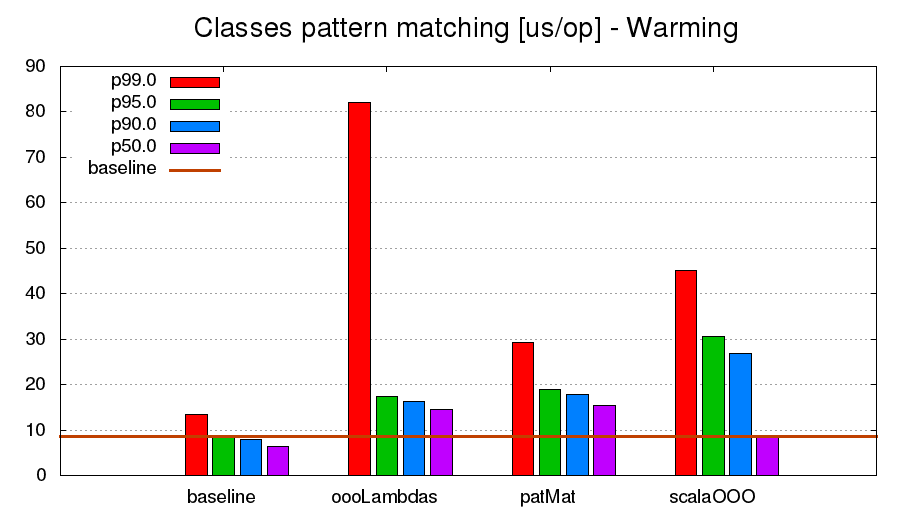 Classes pattern matching [us/op] - Warming
90
80
70
60
50
40
30
20
10
0
p99.0
p95.0
p90.0
p50.0
baseline
baseline oooLambdas patMat scalaOOO